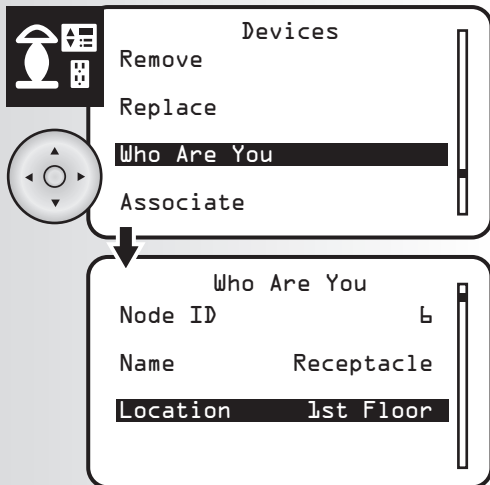 Devices
Remove
Replace
Who Are You
Associate
Who Are You
Node ID 6
Name Receptacle
Location 1st Floor